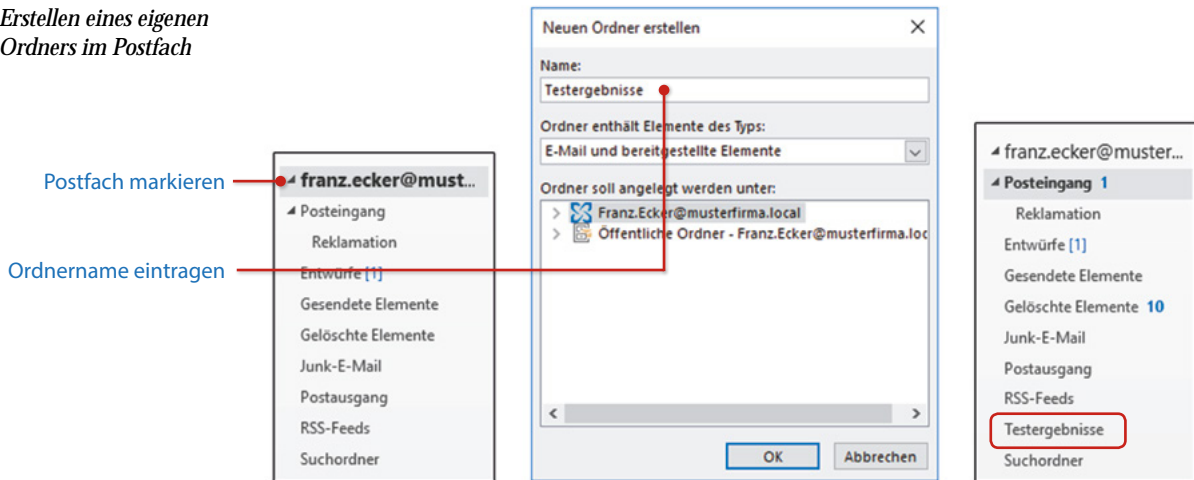 Erstellen eines eigenen
Ordners im Postfach
Postfach markieren
Ordnername eintragen
franz.ecker@must...
Posteingang
Reklamation
Entwürfe [1]
Gesendete Elemente
Gelöschte Elemente
Junk-E-Mail
Postausgang
RSS-Feeds
Suchordner
Neuen Ordner erstellen
Name:
Testergebnisse
Ordner enthält Elemente des Typs:
E-Mail und bereitgestellte Elemente
Ordner soll angelegt werden unter:
Franz.Ecker@musterfirma.local
Öffentliche Ordner - Franz.Ecker@musterfirma.loc
OK Abbrechen
franz.ecker@muster...
Posteingang 1
Reklamation
Entwürfe [1]
Gesendete Elemente
Gelöschte Elemente 10
Junk-E-Mail
Postausgang
RSS-Feeds
Testergebnisse
Suchordner